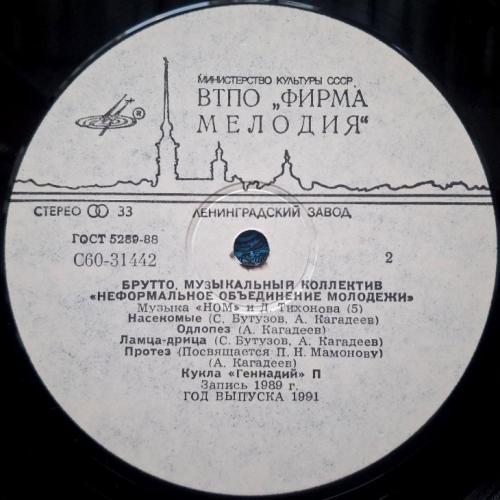 МИНИСТЕРСТВО КУЛЬТУРЫ СССР.
ВТПО „ФИРМА
МЕЛОДИЯ“
®
СТЕРЕО 33
ЛЕНИНГРАДСКИЙ ЗАВОД
ГОСТ 5289-88
С60-31442
2
БРУТТО. МУЗЫКАЛЬНЫЙ КОЛЛЕКТИВ
«НЕФОРМАЛЬНОЕ ОБЪЕДИНЕНИЕ МОЛОДЕЖИ»
Музыка «НОМ» и Д. Тихонова (5)
Насекомые (С. Бутузов, А. Кагадеев)
Одлопез (А. Кагадеев)
Ламца-дрица (С. Бутузов, А. Кагадеев)
Протез (Посвящается П. Н. Мамонову)
(А. Кагадеев)
Кукла «Геннадий» П
Запись 1989 г.
ГОД ВЫПУСКА 1991